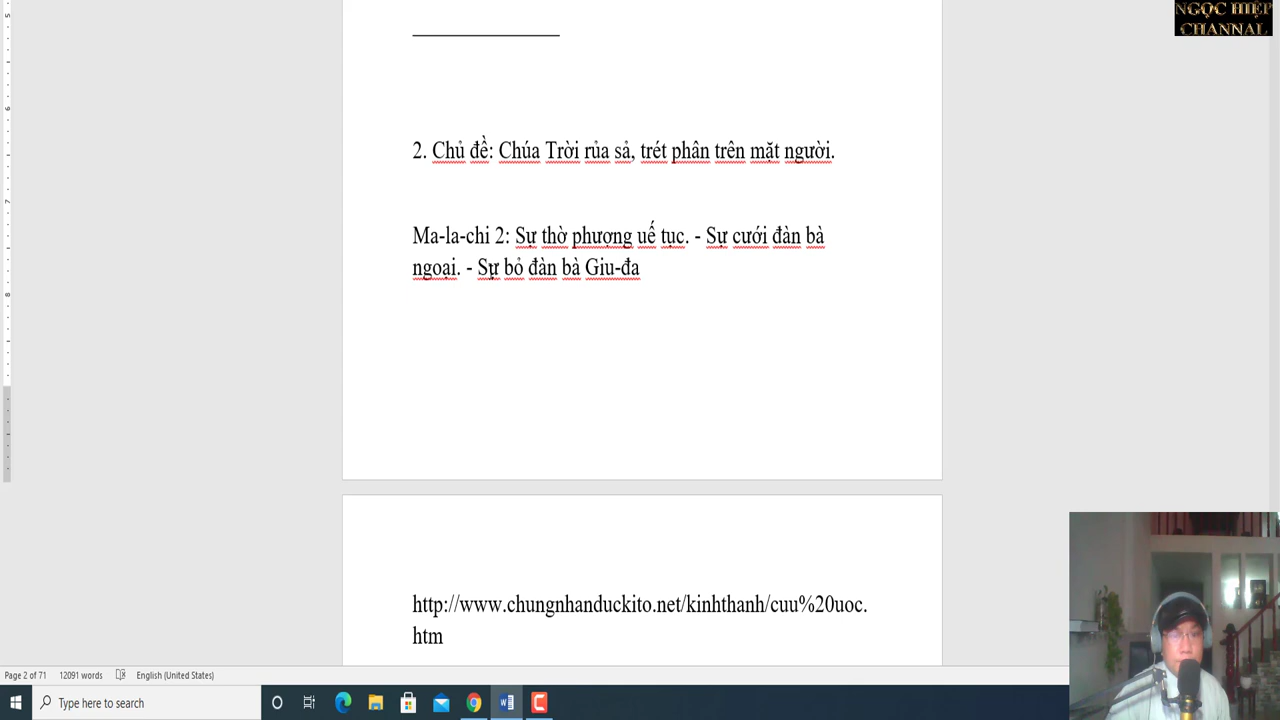 NGỌC HIỆP
CHANNAL
2. Chủ đề: Chúa Trời rủa sả, trét phân trên mặt người.
Ma-la-chi 2: Sự thờ phượng uế tục. - Sự cưới đàn bà
ngoại. - Sự bỏ đàn bà Giu-đa
http://www.chungnhanduckito.net/kinhthanh/cuu%20uoc.
htm
Page 2 of 71 12091 words English (United States)
Type here to search